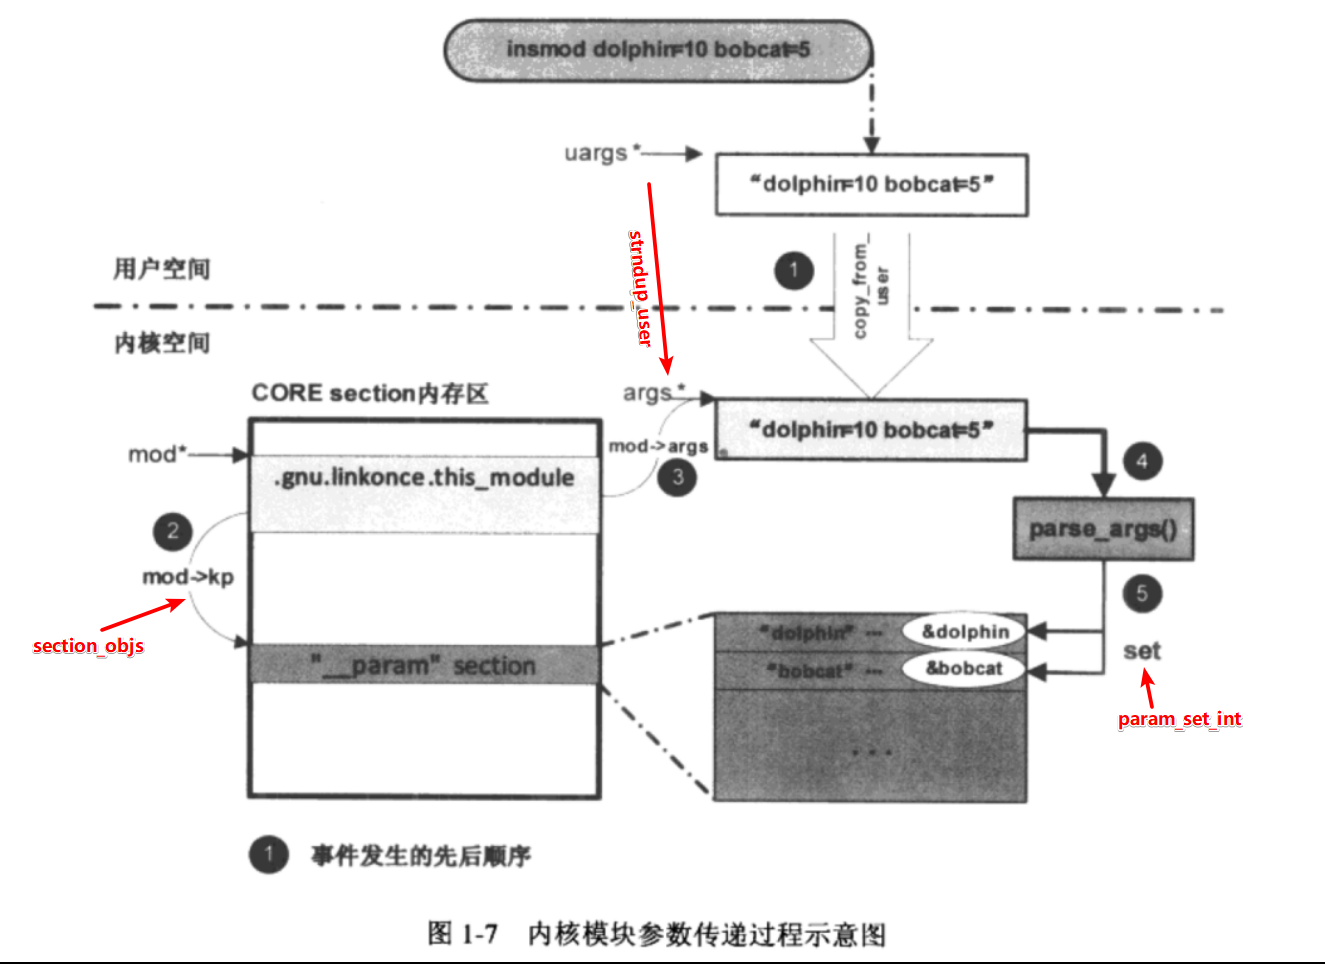 insmod dolphin=10 bobcat=5
uargs *
“dolphin=10 bobcat=5”
strndup_user
1
copy_from_
user
用户空间
内核空间
CORE section内存区
args *
“dolphin=10 bobcat=5”
mod*
mod->args
.gnu.linkonce.this_module
3
4
2
parse_args()
mod->kp
5
section_objs
"__param" section
“dolphin” ...
&dolphin
“bobcat” ...
&bobcat
set
param_set_int
...
1 事件发生的先后顺序
图 1-7 内核模块参数传递过程示意图